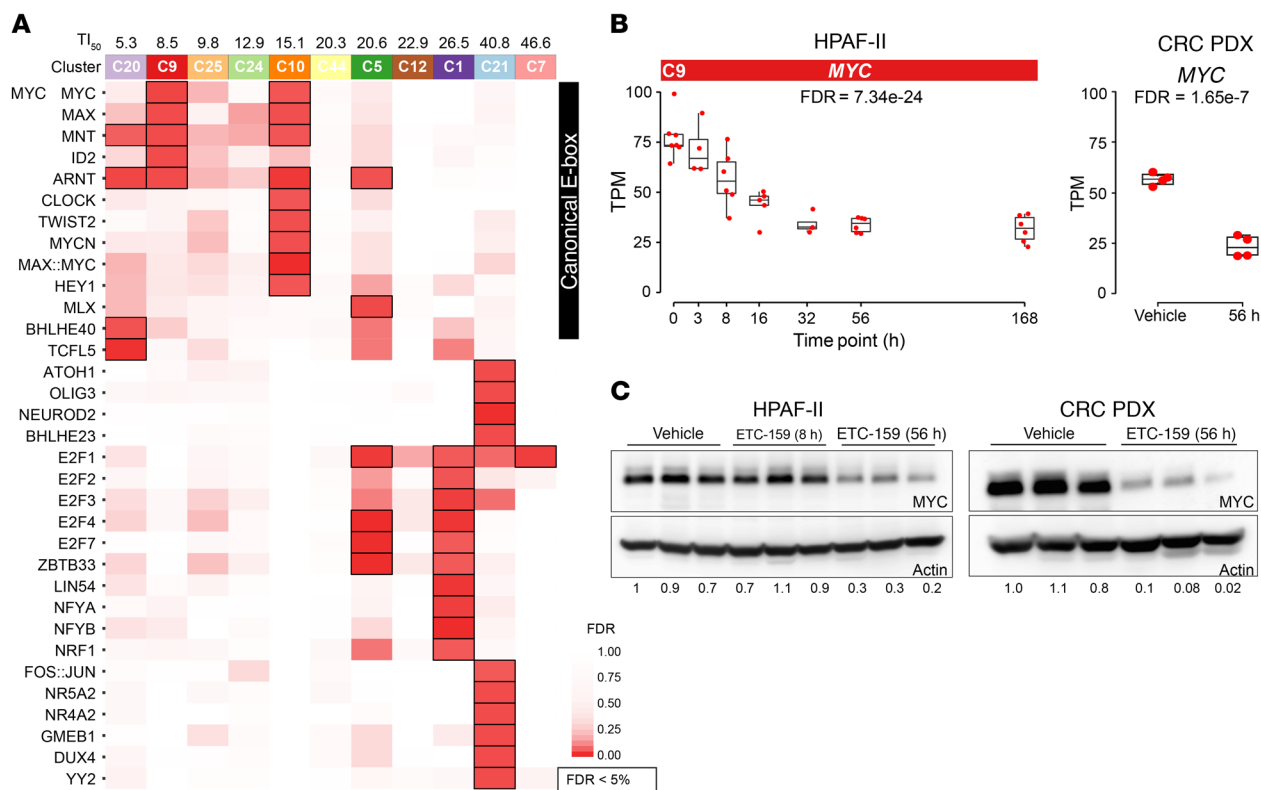 A
TI50 5.3 8.5 9.8 12.9 15.1 20.3 20.6 22.9 26.5 40.8 46.6
Cluster C20 C9 C25 C24 C10 C44 C5 C12 C1 C21 C7
MYC MYC
MAX
MNT
ID2
ARNT
CLOCK
TWIST2
MYCN
MAX::MYC
HEY1
MLX
BHLHE40
TCFL5
ATOH1
OLIG3
NEUROD2
BHLHE23
E2F1
E2F2
E2F3
E2F4
E2F7
ZBTB33
LIN54
NFYA
NFYB
NRF1
FOS::JUN
NR5A2
NR4A2
GMEB1
DUX4
YY2
Canonical E-box
FDR
1.00
0.75
0.50
0.25
0.00
FDR < 5%
B
HPAF-II
C9 MYC
FDR = 7.34e-24
TPM
100
75
50
25
0
0 3 8 16 32 56 168
Time point (h)
CRC PDX
MYC
FDR = 1.65e-7
TPM
100
75
50
25
0
Vehicle 56 h
C
HPAF-II
Vehicle ETC-159 (8 h) ETC-159 (56 h)
MYC
Actin
1 0.9 0.7 0.7 1.1 0.9 0.3 0.3 0.2
CRC PDX
Vehicle ETC-159 (56 h)
MYC
Actin
1.0 1.1 0.8 0.1 0.08 0.02